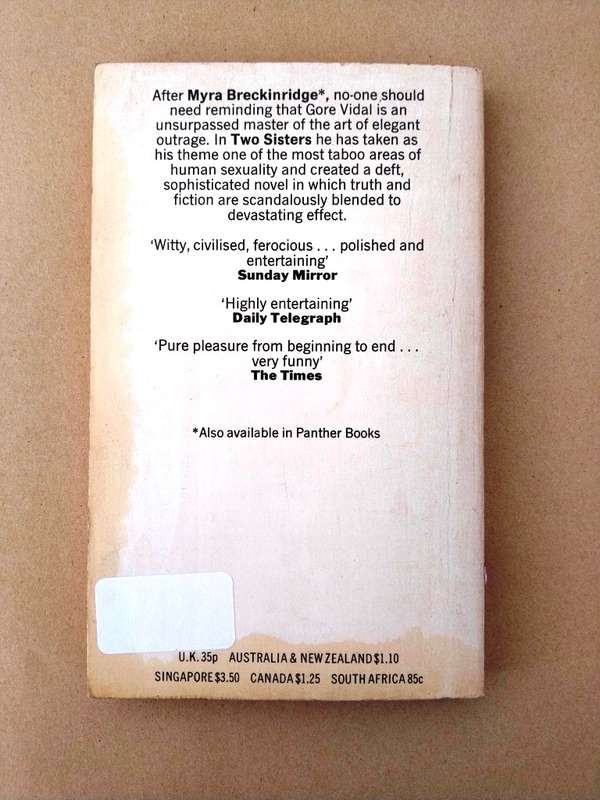 After Myra Breckinridge*, no-one should
need reminding that Gore Vidal is an
unsurpassed master of the art of elegant
outrage. In Two Sisters he has taken as
his theme one of the most taboo areas of
human sexuality and created a deft,
sophisticated novel in which truth and
fiction are scandalously blended to
devastating effect.
‘Witty, civilised, ferocious . . . polished and
entertaining’
Sunday Mirror
‘Highly entertaining’
Daily Telegraph
‘Pure pleasure from beginning to end . . .
very funny’
The Times
*Also available in Panther Books
U.K. 35p AUSTRALIA & NEW ZEALAND $1.10
SINGAPORE $3.50 CANADA $1.25 SOUTH AFRICA 85c